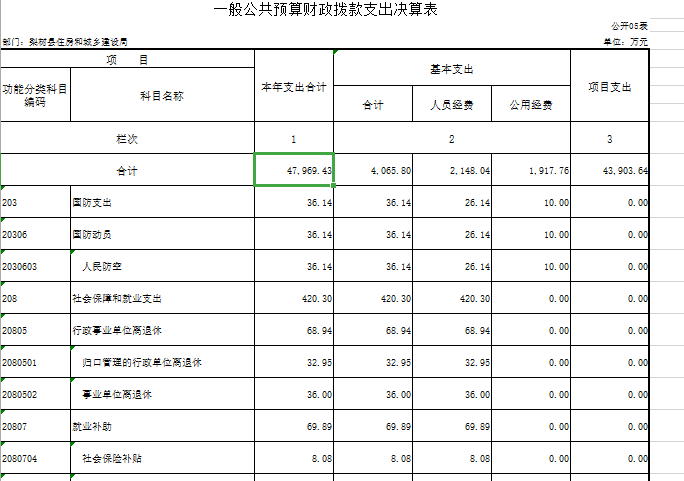 一般公共预算财政拨款支出决算表
公开05表
部门：梨树县住房和城乡建设局 单位：万元
项 目 本年支出合计 基本支出 项目支出
功能分类科目编码 科目名称 合计 人员经费 公用经费
栏次 1 2 3
合计 47,969.43 4,065.80 2,148.04 1,917.76 43,903.64
203 国防支出 36.14 36.14 26.14 10.00 0.00
20306 国防动员 36.14 36.14 26.14 10.00 0.00
2030603 人民防空 36.14 36.14 26.14 10.00 0.00
208 社会保障和就业支出 420.30 420.30 420.30 0.00 0.00
20805 行政事业单位离退休 68.94 68.94 68.94 0.00 0.00
2080501 归口管理的行政单位离退休 32.95 32.95 32.95 0.00 0.00
2080502 事业单位离退休 36.00 36.00 36.00 0.00 0.00
20807 就业补助 69.89 69.89 69.89 0.00 0.00
2080704 社会保险补贴 8.08 8.08 8.08 0.00 0.00